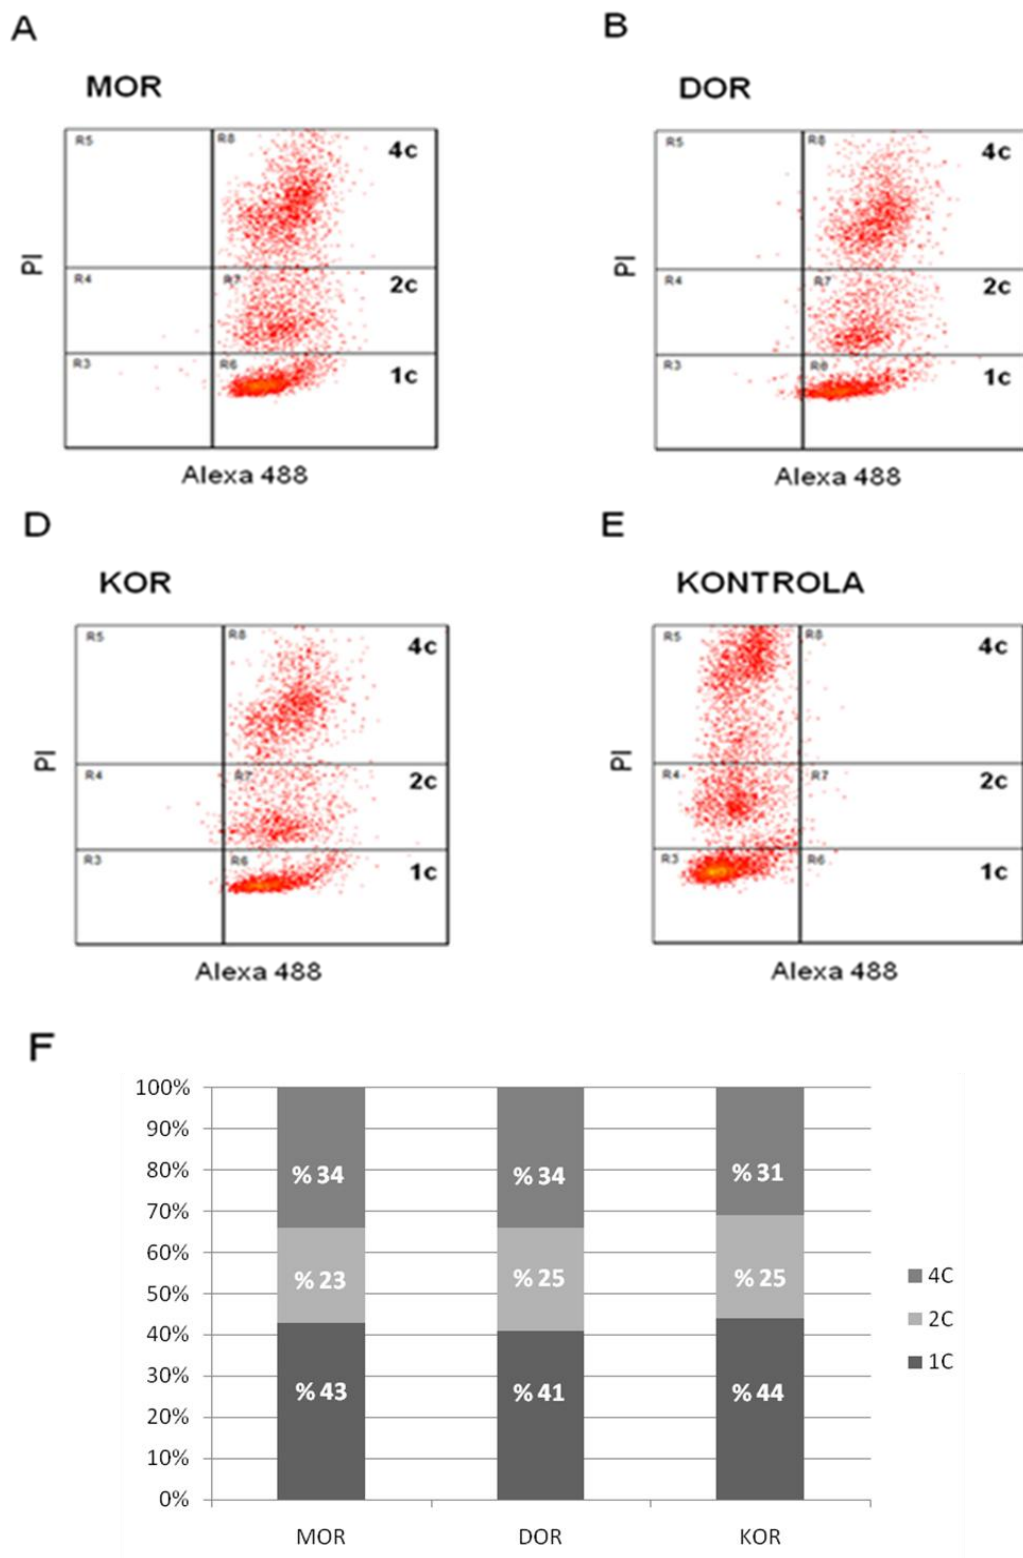 A
B
MOR
DOR
R5
R8
4c
R5
R8
4c
PI
R4
R7
2c
PI
R4
R7
2c
R3
R6
1c
R3
1c
Alexa 488
Alexa 488
D
E
KOR
KONTROLA
R5
R8
4c
R5
R8
4c
PI
R4
R7
2c
PI
R4
R7
2c
R3
R6
1c
R3
R6
1c
Alexa 488
Alexa 488
F
100%
90%
80%
70%
60%
50%
40%
30%
20%
10%
0%
% 34
% 34
% 31
% 23
% 25
% 25
% 43
% 41
% 44
4C
2C
1C
MOR
DOR
KOR